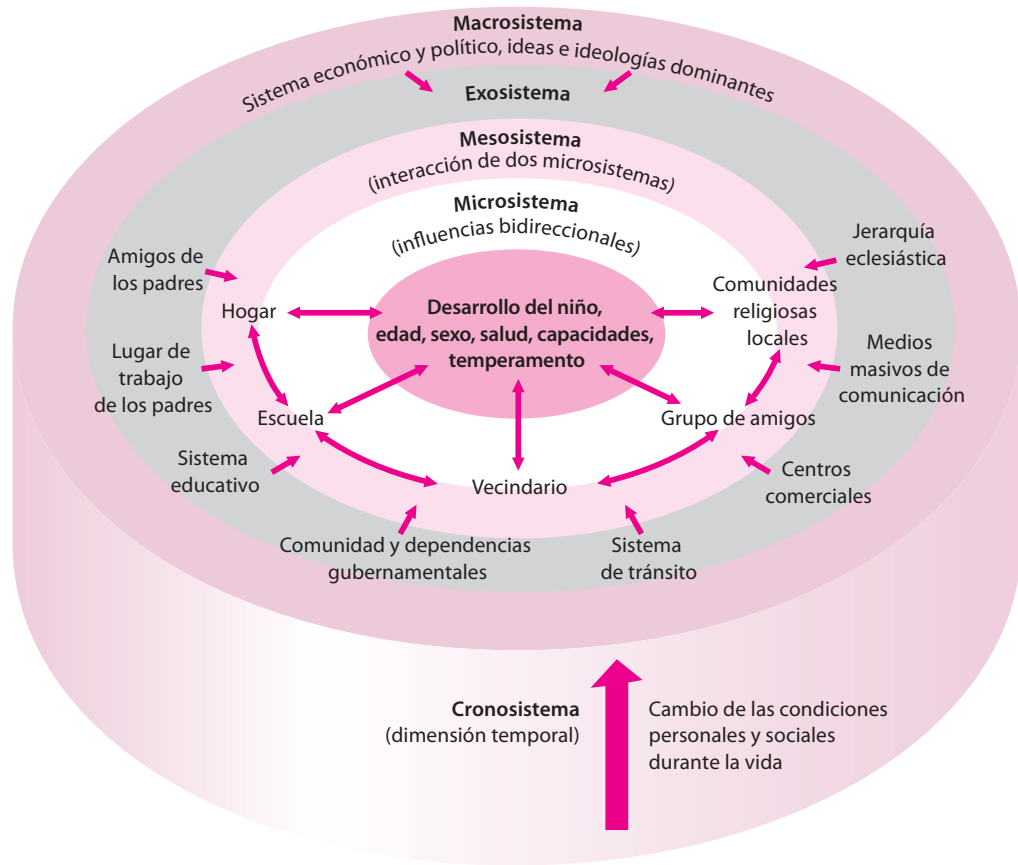 Macrosistema
Sistema económico y político, ideas e ideologías dominantes
Exosistema
Mesosistema
(interacción de dos microsistemas)
Microsistema
(influencias bidireccionales)
Amigos de
los padres
Jerarquía
eclesiástica
Hogar
Desarrollo del niño,
edad, sexo, salud, capacidades,
temperamento
Comunidades
religiosas
locales
Lugar de
trabajo
de los padres
Medios
masivos de
comunicación
Escuela
Grupo de amigos
Sistema
educativo
Vecindario
Centros
comerciales
Comunidad y dependencias
gubernamentales
Sistema
de tránsito
Cronosistema
(dimensión temporal)
Cambio de las condiciones
personales y sociales
durante la vida